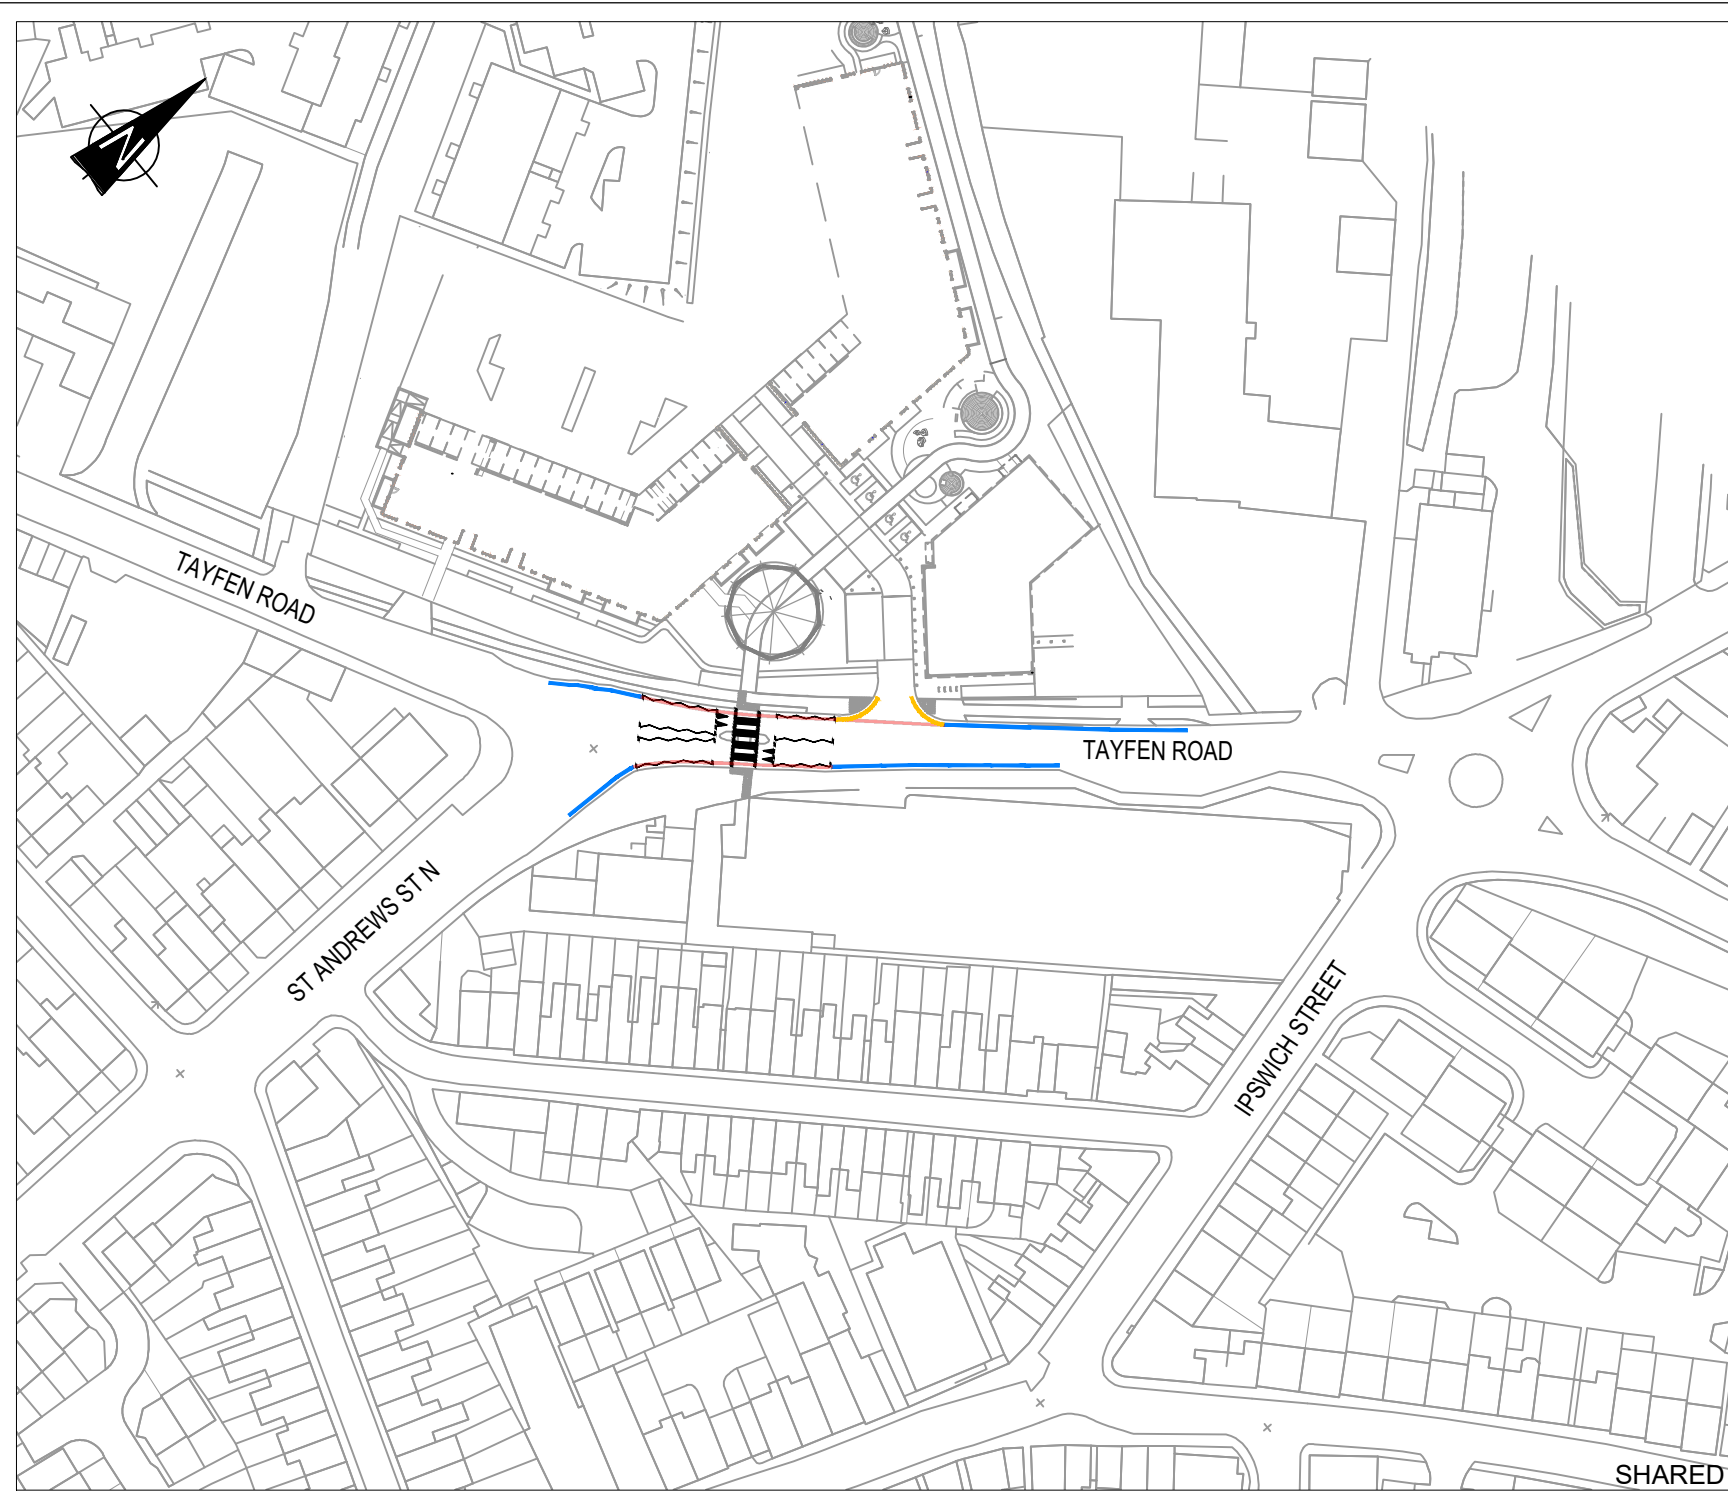 N
TAYFEN ROAD
TAYFEN ROAD
ST ANDREWS ST N
IPSWICH STREET
SHARED